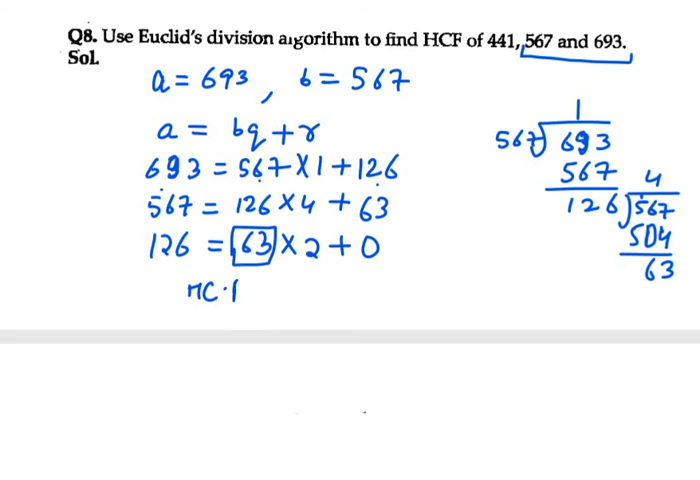 Q8. Use Euclid's division algorithm to find HCF of 441, 567 and 693.
Sol.
a = 693 , b = 567
a = bq + r
693 = 567 × 1 + 126
567 = 126 × 4 + 63
126 = 63 × 2 + 0
HC.
1
567) 693
567
4
126) 567
504
63